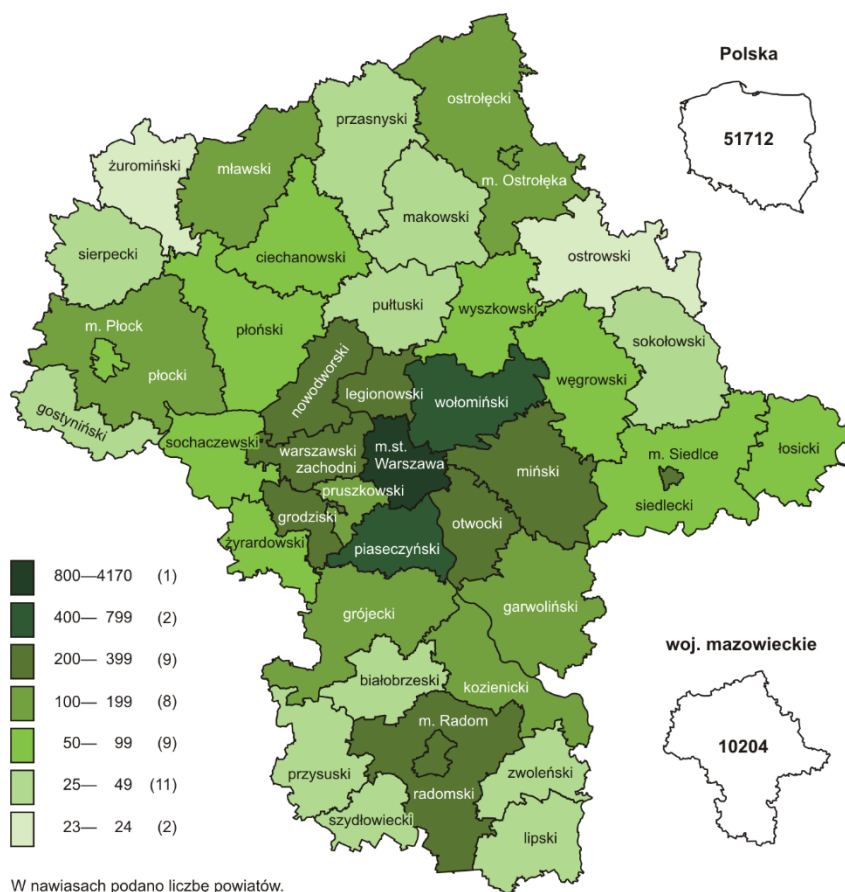 Polska
51712
ostrołęcki
przasnyski
żuromiński
mławski
m. Ostrołęka
makowski
sierpecki
ciechanowski
ostrowski
pułtuski
wyszkowski
m. Płock
płoński
sokołowski
płocki
nowodworski
legionowski
wołomiński
węgrowski
gostyniński
sochaczewski
warszawski
zachodni
m.st.
Warszawa
miński
m. Siedlce
łosicki
pruszkowski
siedlecki
grodziski
otwocki
żyrardowski
piaseczyński
garwoliński
grójecki
woj. mazowieckie
białobrzeski
kozienicki
m. Radom
10204
przysuski
zwoleński
radomski
szydłowiecki
lipski
800—4170 (1)
400— 799 (2)
200— 399 (9)
100— 199 (8)
50— 99 (9)
25— 49 (11)
23— 24 (2)
W nawiasach podano liczbę powiatów.